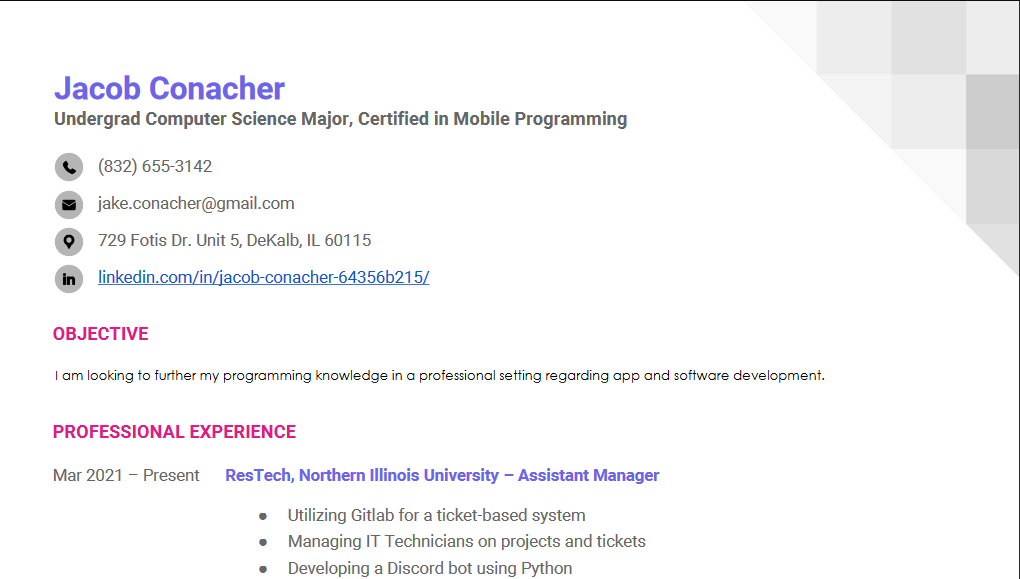 Jacob Conacher
Undergrad Computer Science Major, Certified in Mobile Programming
(832) 655-3142
jake.conacher@gmail.com
729 Fotis Dr. Unit 5, DeKalb, IL 60115
in linkedin.com/in/jacob-conacher-64356b215/
OBJECTIVE
I am looking to further my programming knowledge in a professional setting regarding app and software development.
PROFESSIONAL EXPERIENCE
Mar 2021 – Present ResTech, Northern Illinois University – Assistant Manager
● Utilizing Gitlab for a ticket-based system
● Managing IT Technicians on projects and tickets
● Developing a Discord bot using Python